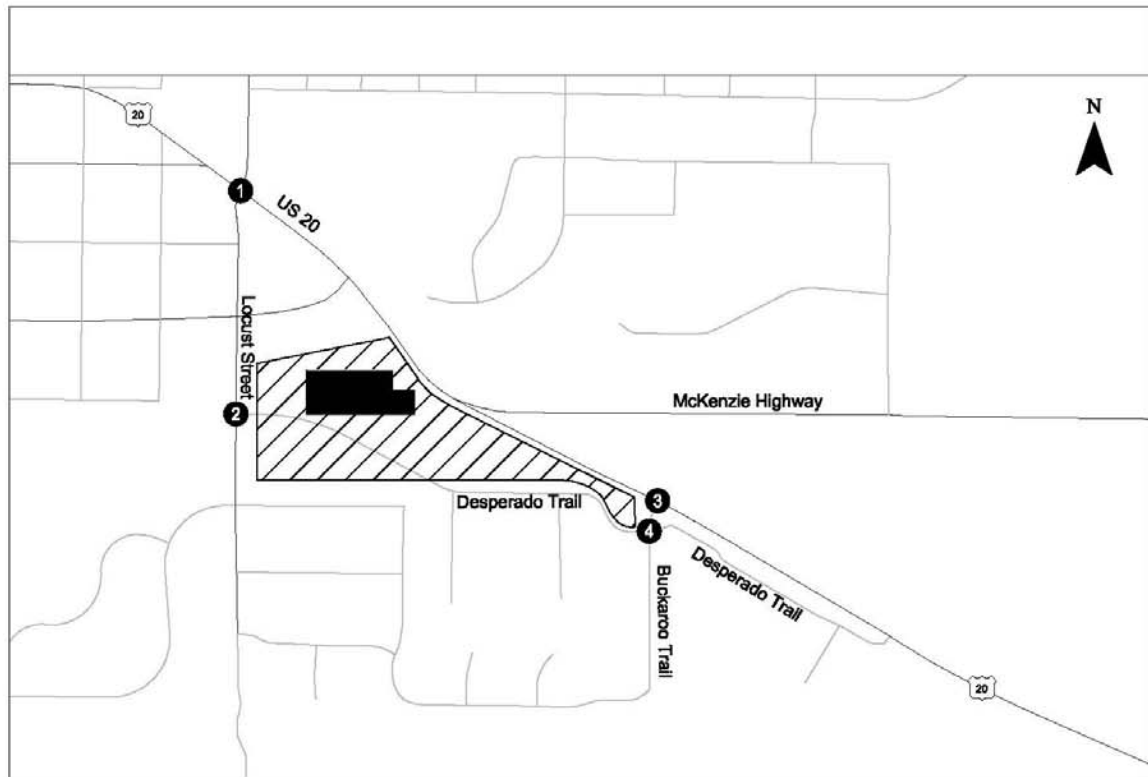 20
N
1
US 20
Locust Street
McKenzie Highway
2
3
Desperado Trail
4
Desperado Trail
Buckaroo Trail
20